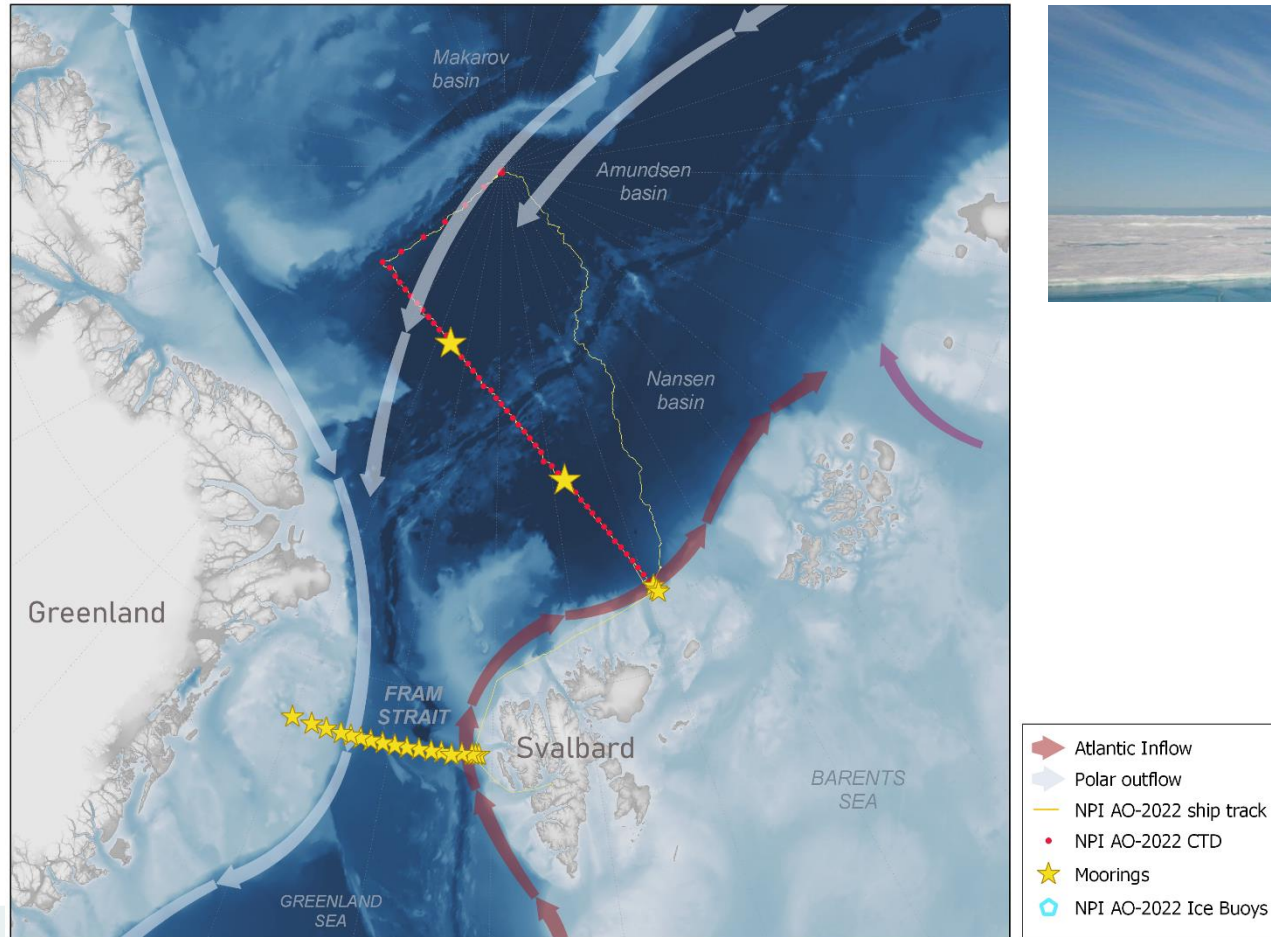 Makarov
basin
Amundsen
basin
Nansen
basin
Greenland
FRAM
STRAIT
Svalbard
BARENTS
SEA
GREENLAND
SEA
Atlantic Inflow
Polar outflow
NPI AO-2022 ship track
NPI AO-2022 CTD
Moorings
NPI AO-2022 Ice Buoys